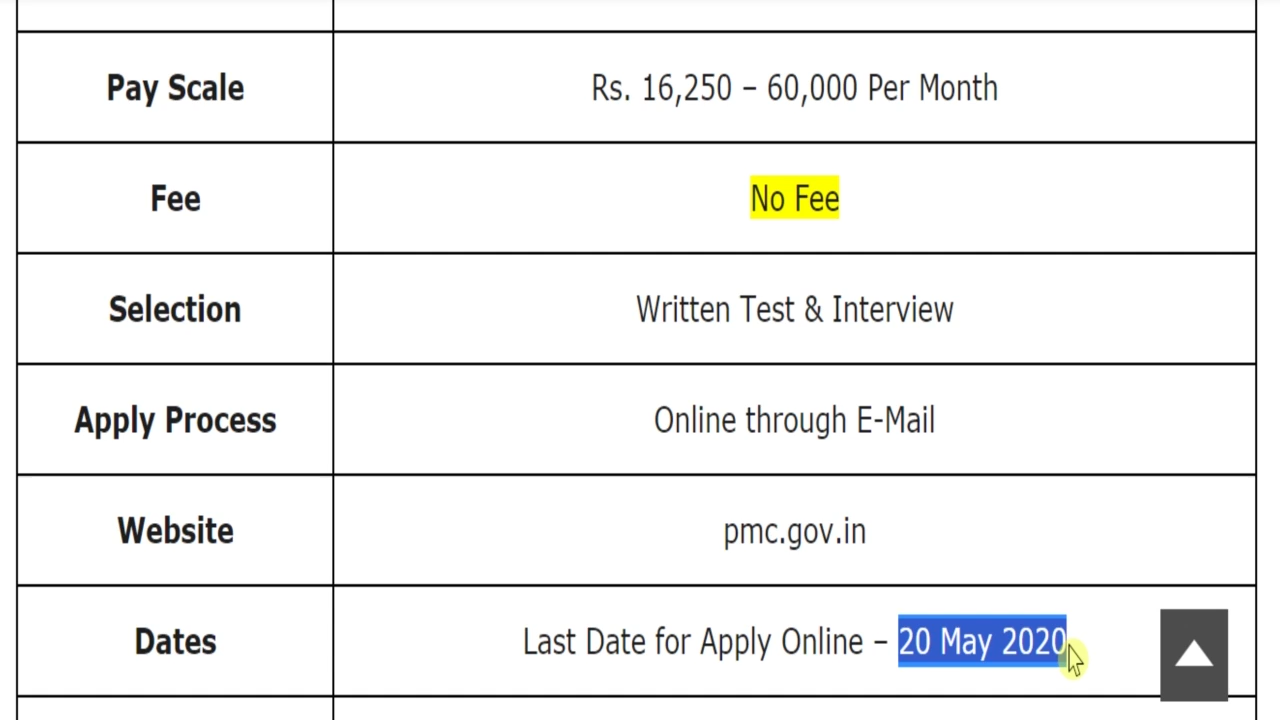 Pay Scale
Rs. 16,250 – 60,000 Per Month
Fee
No Fee
Selection
Written Test & Interview
Apply Process
Online through E-Mail
Website
pmc.gov.in
Dates
Last Date for Apply Online – 20 May 2020